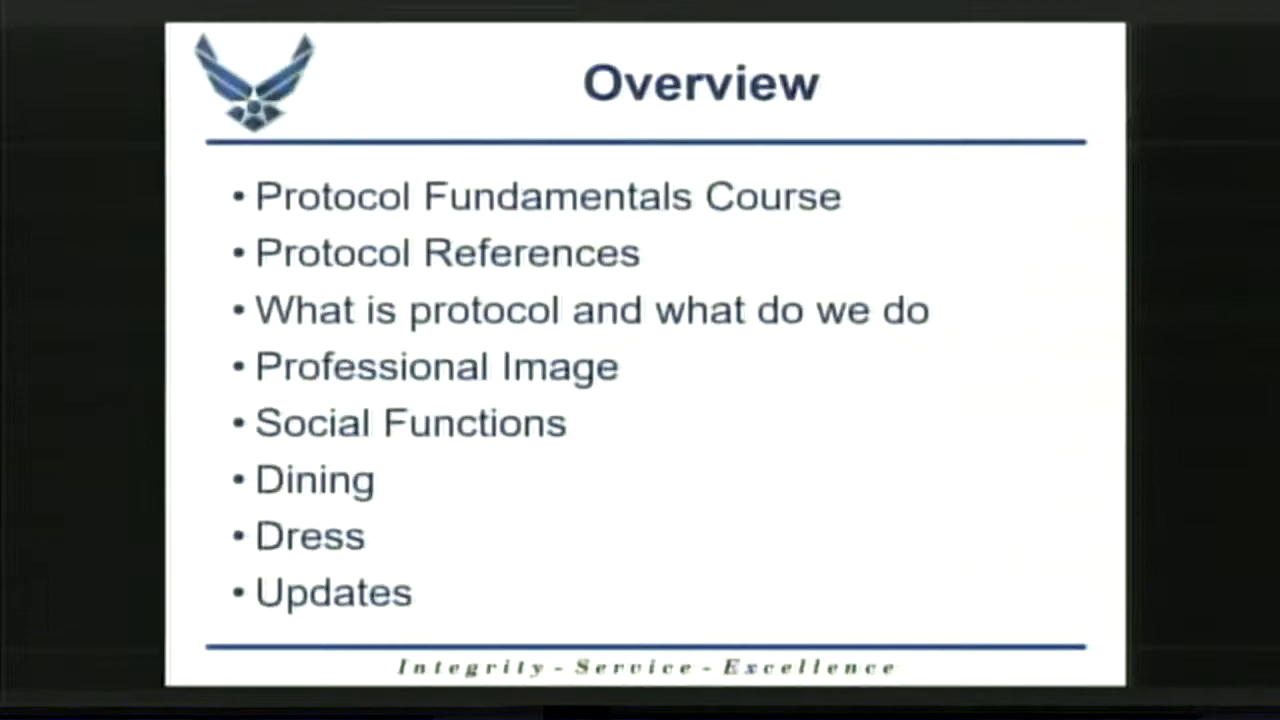 Overview
• Protocol Fundamentals Course
• Protocol References
• What is protocol and what do we do
• Professional Image
• Social Functions
• Dining
• Dress
• Updates
Integrity - Service - Excellence